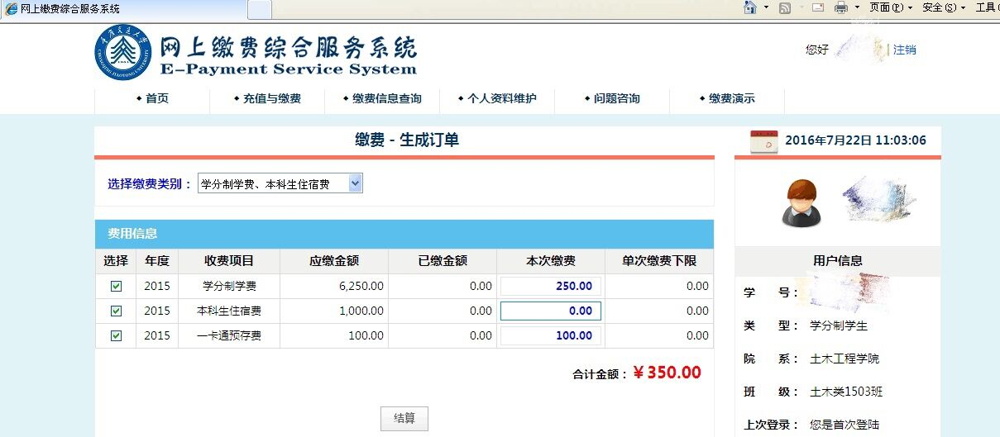 网上缴费综合服务系统
页面(P) 安全(S) 工具(
网上缴费综合服务系统
E-Payment Service System
您好 注销
首页 充值与缴费 缴费信息查询 个人资料维护 问题咨询 缴费演示
缴费 - 生成订单
2016年7月22日 11:03:06
选择缴费类别： 学分制学费、本科生住宿费
费用信息
选择 年度 收费项目 应缴金额 已缴金额 本次缴费 单次缴费下限
2015 学分制学费 6,250.00 0.00 250.00 0.00
2015 本科生住宿费 1,000.00 0.00 0.00 0.00
2015 一卡通预存费 100.00 0.00 100.00 0.00
合计金额：￥350.00
结算
用户信息
学 号：
类 型： 学分制学生
院 系： 土木工程学院
班 级： 土木类1503班
上次登录： 您是首次登陆